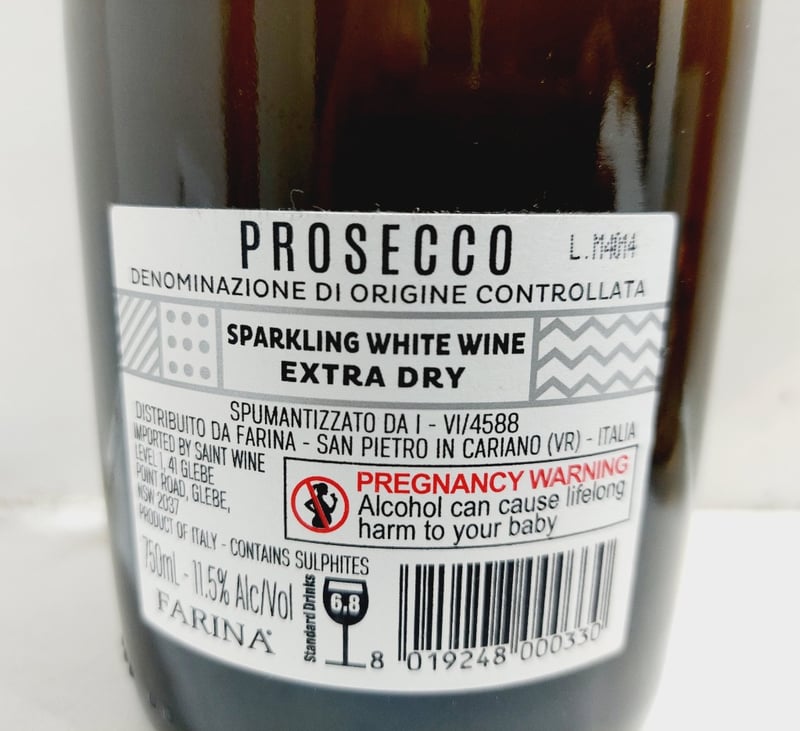 PROSECCO
L.M4014
DENOMINAZIONE DI ORIGINE CONTROLLATA
SPARKLING WHITE WINE
EXTRA DRY
SPUMANTIZZATO DA I - VI/4588
DISTRIBUITO DA FARINA - SAN PIETRO IN CARIANO (VR) - ITALIA
IMPORTED BY SAINT WINE
LEVEL 1, 41 GLEBE
POINT ROAD, GLEBE,
NSW 2037
PRODUCT OF ITALY - CONTAINS SULPHITES
PREGNANCY WARNING
Alcohol can cause lifelong
harm to your baby
750mL - 11.5% Alc/Vol
FARINA
Standard Drinks
6.8
8 019248 000330